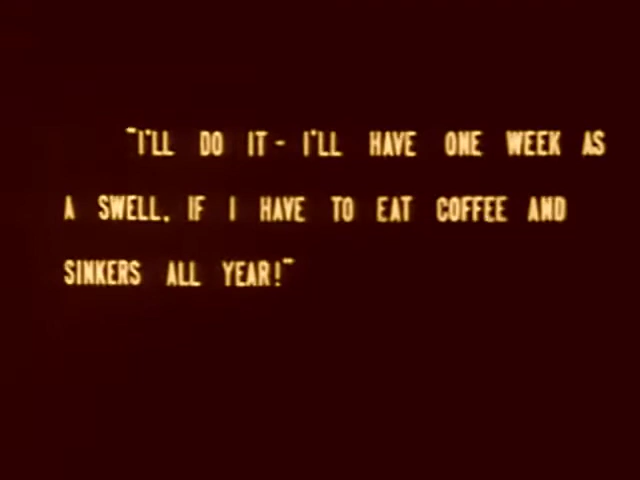 "I'LL DO IT - I'LL HAVE ONE WEEK AS
A SWELL, IF I HAVE TO EAT COFFEE AND
SINKERS ALL YEAR!"